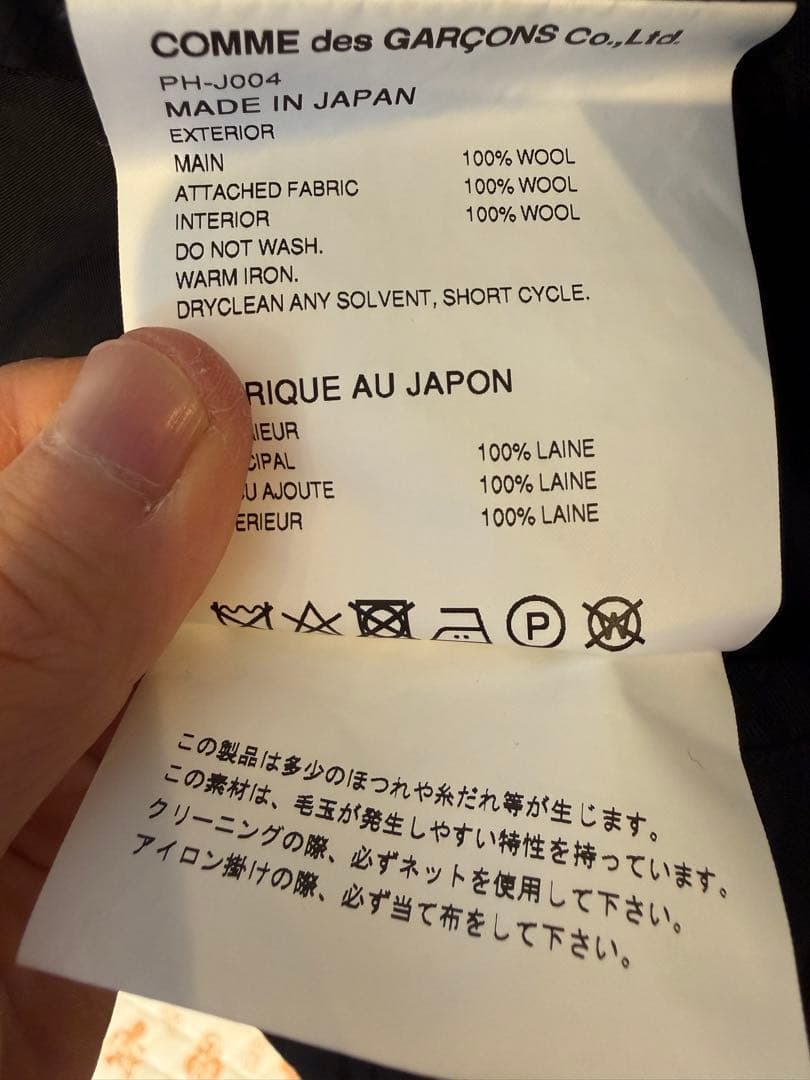 COMME des GARÇONS Co.,Ltd.
PH-J004
MADE IN JAPAN
EXTERIOR
MAIN 100% WOOL
ATTACHED FABRIC 100% WOOL
INTERIOR 100% WOOL
DO NOT WASH.
WARM IRON.
DRYCLEAN ANY SOLVENT, SHORT CYCLE.
AU JAPON
100% LAINE
AJOUTE 100% LAINE
100% LAINE
P W
この製品は多少のほつれや糸だれ等が生じます。
この素材は、毛玉が発生しやすい特性を持っています。
クリーニングの際、必ずネットを使用して下さい。
アイロン掛けの際、必ず当て布をして下さい。